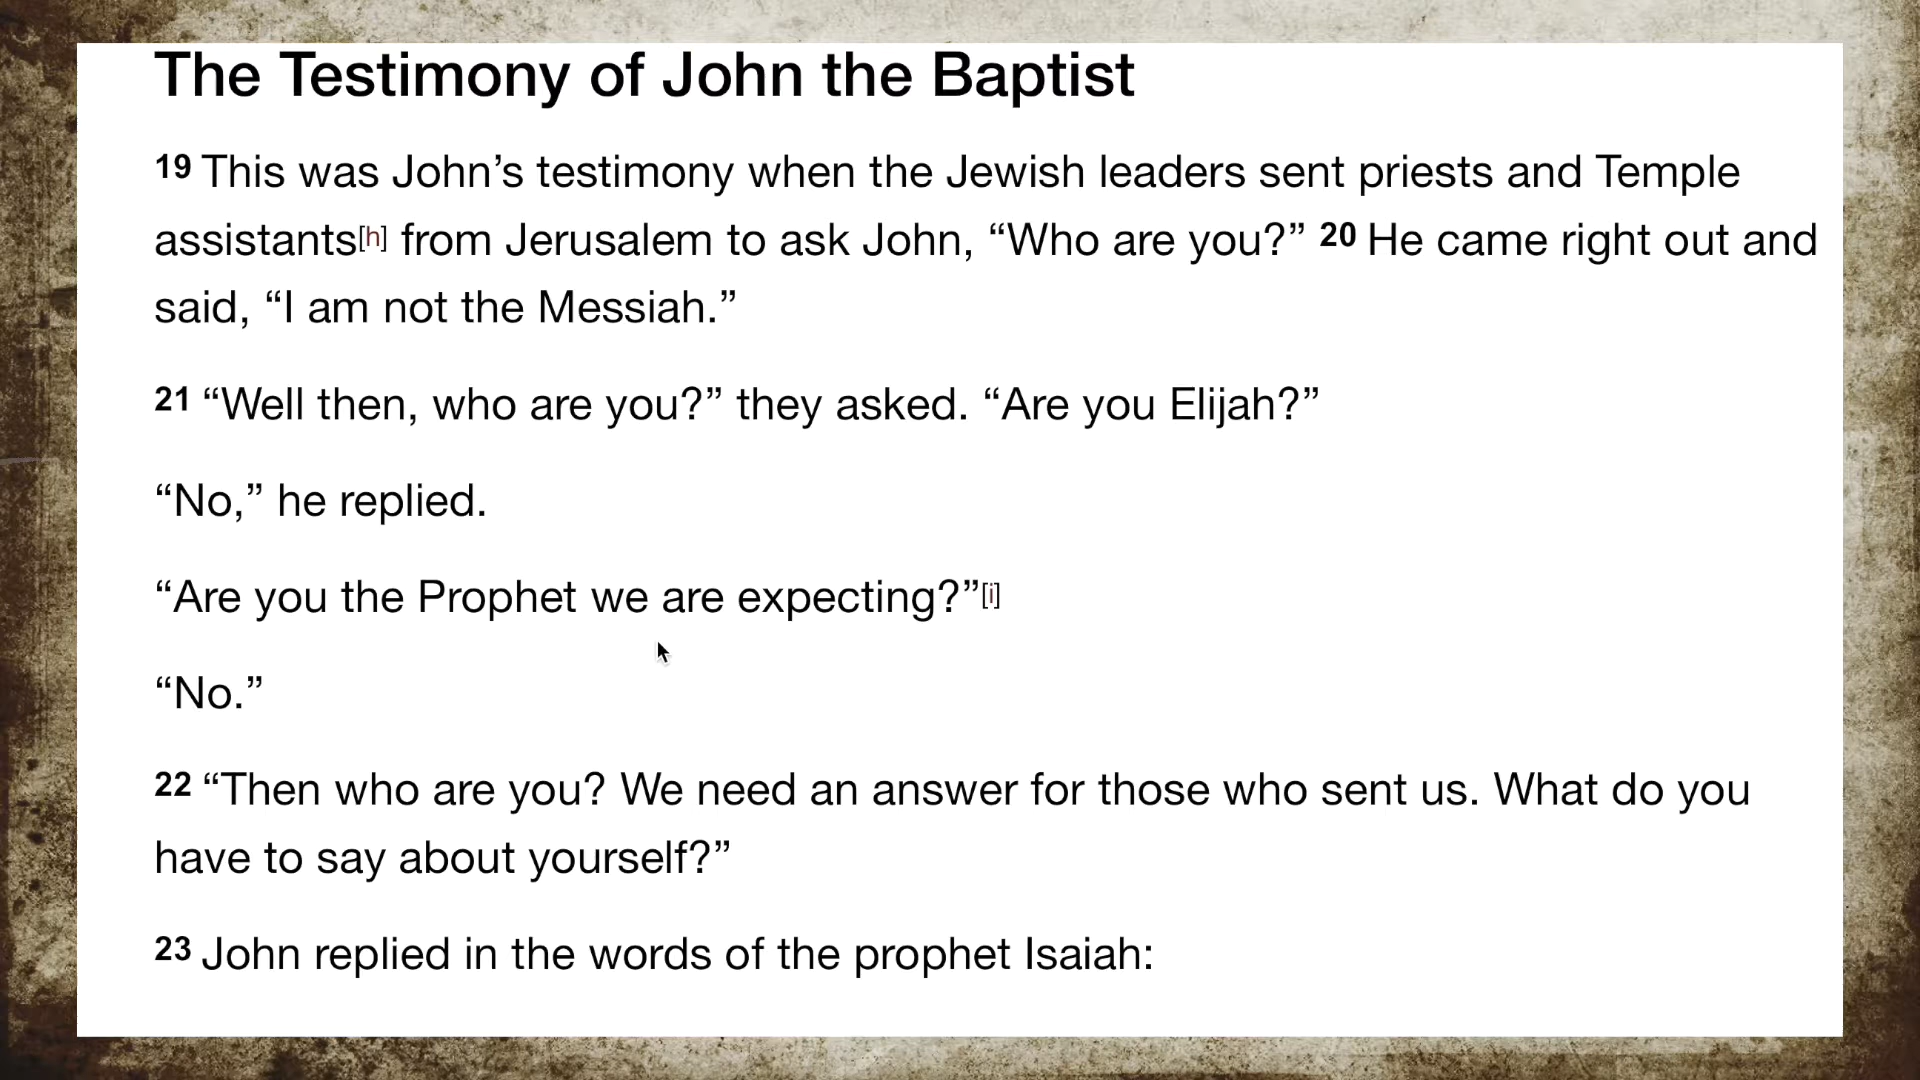 The Testimony of John the Baptist
19 This was John’s testimony when the Jewish leaders sent priests and Temple
assistants[h] from Jerusalem to ask John, “Who are you?” 20 He came right out and
said, “I am not the Messiah.”
21 “Well then, who are you?” they asked. “Are you Elijah?”
“No,” he replied.
“Are you the Prophet we are expecting?”[i]
“No.”
22 “Then who are you? We need an answer for those who sent us. What do you
have to say about yourself?”
23 John replied in the words of the prophet Isaiah: